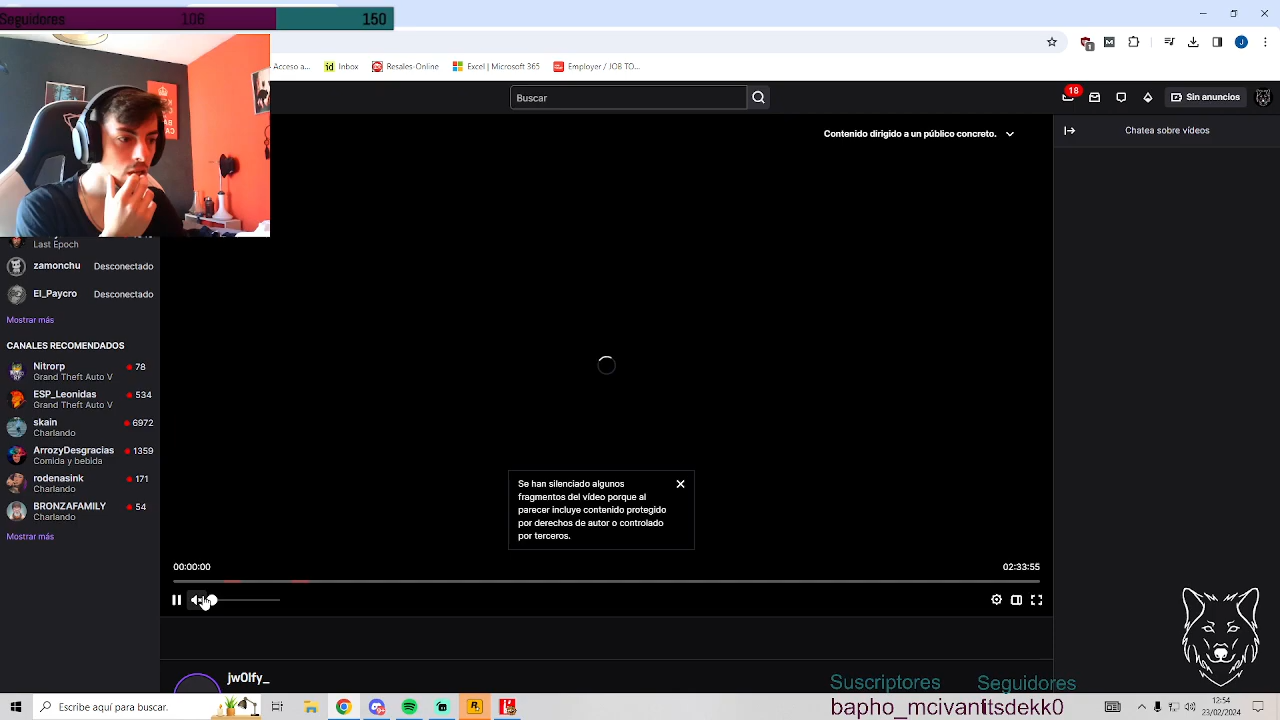 Seguidores 106 150
Acceso a...
Inbox
Resales-Online
Excel | Microsoft 365
Employer / JOB TO...
1
J
Buscar
18
Sin anuncios
Contenido dirigido a un público concreto.
Chatea sobre vídeos
Last Epoch
zamonchu Desconectado
El_Paycro Desconectado
Mostrar más
CANALES RECOMENDADOS
Nitrorp 78
Grand Theft Auto V
ESP_Leonidas 534
Grand Theft Auto V
skain 6972
Charlando
ArrozyDesgracias 1359
Comida y bebida
rodenasink 171
Charlando
BRONZAFAMILY 54
Charlando
Mostrar más
Se han silenciado algunos
fragmentos del vídeo porque al
parecer incluye contenido protegido
por derechos de autor o controlado
por terceros.
00:00:00 02:33:55
jw0lfy_
Suscriptores Seguidores
bapho_mcivantitsdekk0
Escribe aquí para buscar.
23/02/2024